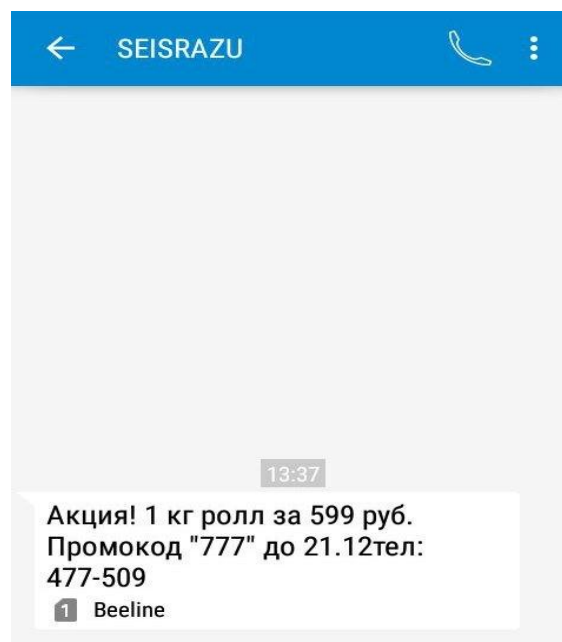 SEISRAZU
13:37
Акция! 1 кг ролл за 599 руб.
Промокод "777" до 21.12тел:
477-509
1 Beeline